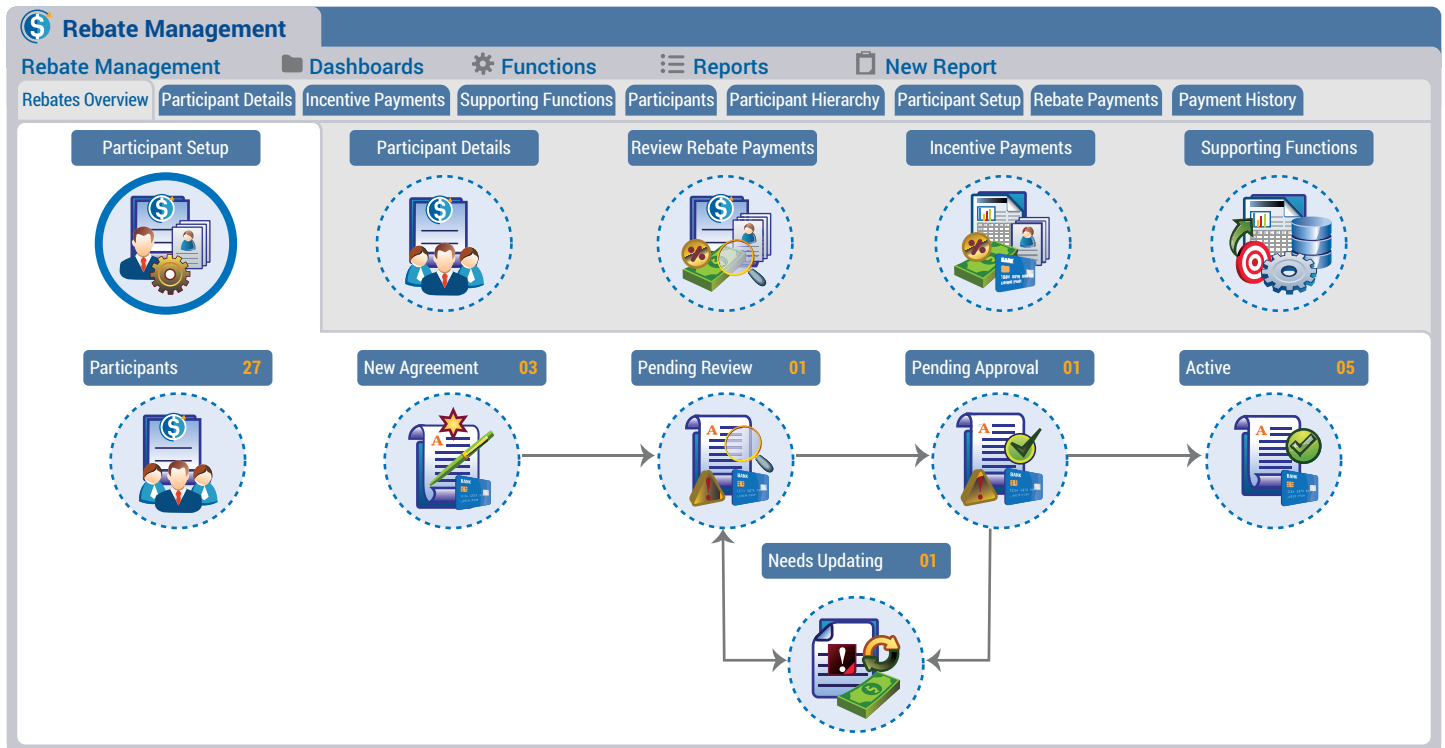 Rebate Management
Rebate Management Dashboards Functions Reports New Report
Rebates Overview Participant Details Incentive Payments Supporting Functions Participants Participant Hierarchy Participant Setup Rebate Payments Payment History
Participant Setup Participant Details Review Rebate Payments Incentive Payments Supporting Functions
Participants 27 New Agreement 03 Pending Review 01 Pending Approval 01 Active 05
Needs Updating 01